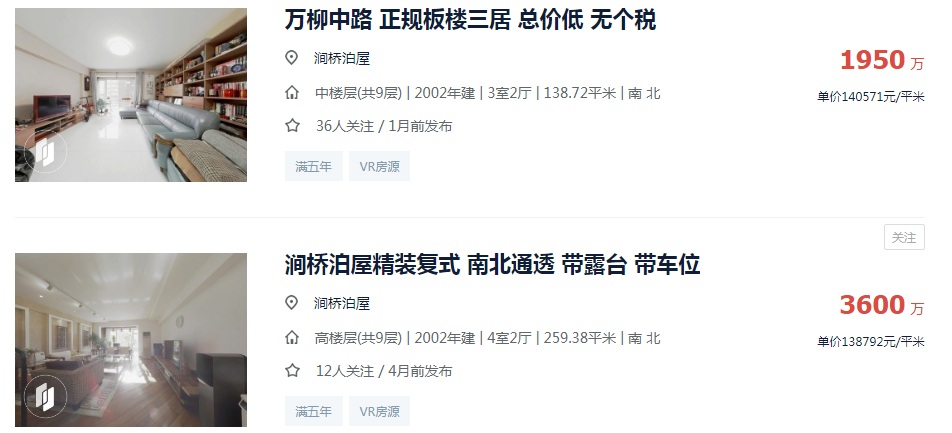 万柳中路 正规板楼三居 总价低 无个税
涧桥泊屋
1950 万
中楼层(共9层) | 2002年建 | 3室2厅 | 138.72平米 | 南 北
单价140571元/平米
36人关注 / 1月前发布
满五年 VR房源
关注
涧桥泊屋精装复式 南北通透 带露台 带车位
涧桥泊屋
3600 万
高楼层(共9层) | 2002年建 | 4室2厅 | 259.38平米 | 南 北
单价138792元/平米
12人关注 / 4月前发布
满五年 VR房源